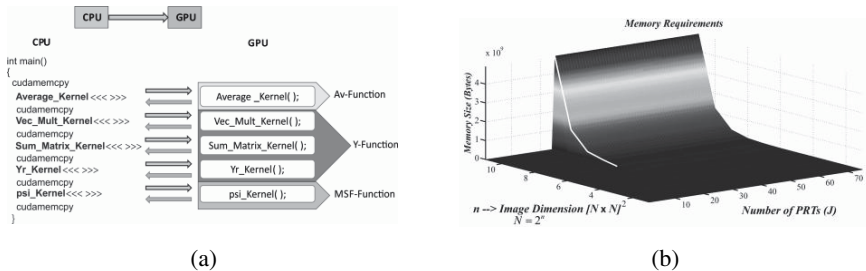 CPU
GPU
CPU
GPU
int main()
{
cudamemcpy
Average_Kernel<<< >>>
cudamemcpy
Vec_Mult_Kernel<<< >>>
cudamemcpy
Sum_Matrix_Kernel<<< >>>
cudamemcpy
Yr_Kernel<<< >>>
cudamemcpy
psi_Kernel<<< >>>
cudamemcpy
}
Average _Kernel( );
Vec_Mult_Kernel( );
Sum_Matrix_Kernel( );
Yr_Kernel( );
psi_Kernel( );
Av-Function
Y-Function
MSF-Function
(a)
Memory Requirements
x 10^9
Memory Size (Bytes)
4
3
2
1
0
10
8
6
4
2
n --> Image Dimension [N x N]
N = 2^n
10
20
30
40
50
60
70
Number of PRTs (J)
(b)